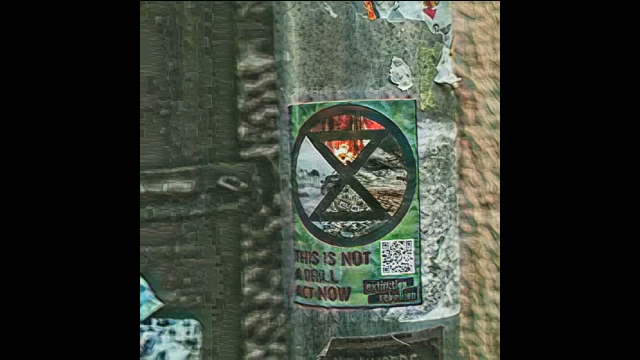 THIS IS NOT
A DRILL
ACT NOW
extinction
rebellion